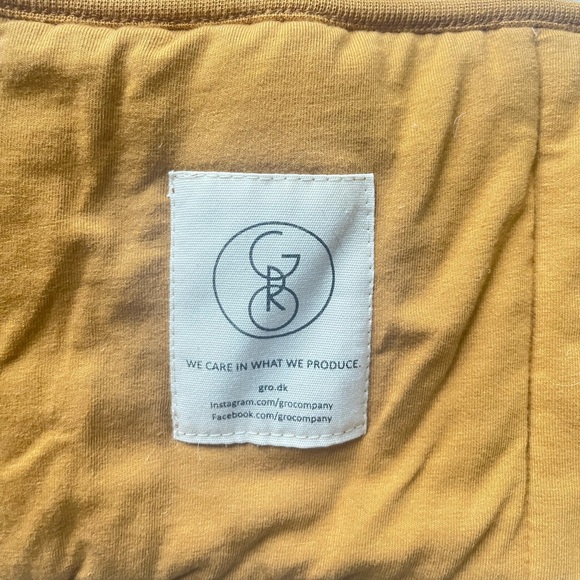 G
R
O
WE CARE IN WHAT WE PRODUCE.
gro.dk
Instagram.com/grocompany
Facebook.com/grocompany